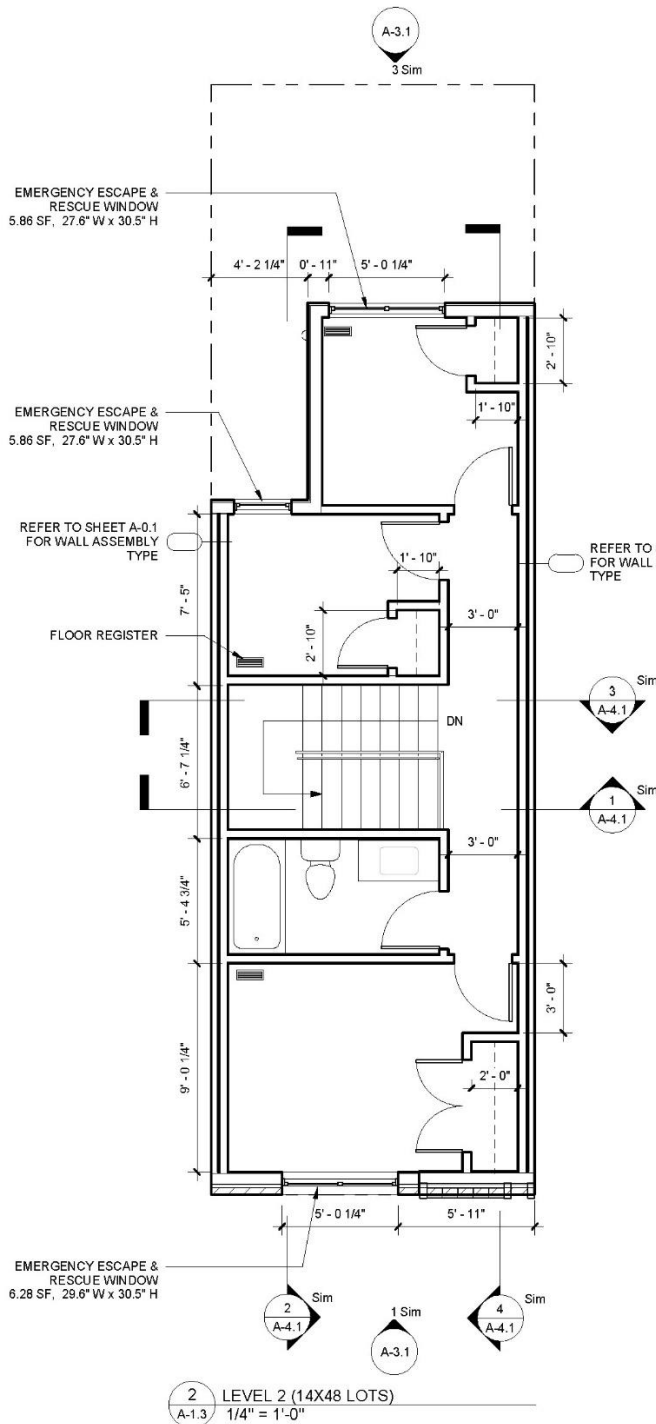 A-3.1
3 Sim
EMERGENCY ESCAPE &
RESCUE WINDOW
5.86 SF, 27.6" W x 30.5" H
4' - 2 1/4"
0' - 11"
5' - 0 1/4"
2' - 10"
1' - 10"
EMERGENCY ESCAPE &
RESCUE WINDOW
5.86 SF, 27.6" W x 30.5" H
REFER TO SHEET A-0.1
FOR WALL ASSEMBLY
TYPE
REFER TO
FOR WALL
TYPE
1' - 10"
7' - 5"
2' - 10"
3' - 0"
FLOOR REGISTER
Sim
3
A-4.1
DN
6' - 7 1/4"
Sim
1
A-4.1
3' - 0"
5' - 4 3/4"
3' - 0"
9' - 0 1/4"
2' - 0"
5' - 0 1/4"
5' - 11"
EMERGENCY ESCAPE &
RESCUE WINDOW
6.28 SF, 29.6" W x 30.5" H
Sim
2
A-4.1
1 Sim
A-3.1
Sim
4
A-4.1
2
A-1.3
LEVEL 2 (14X48 LOTS)
1/4" = 1'-0"